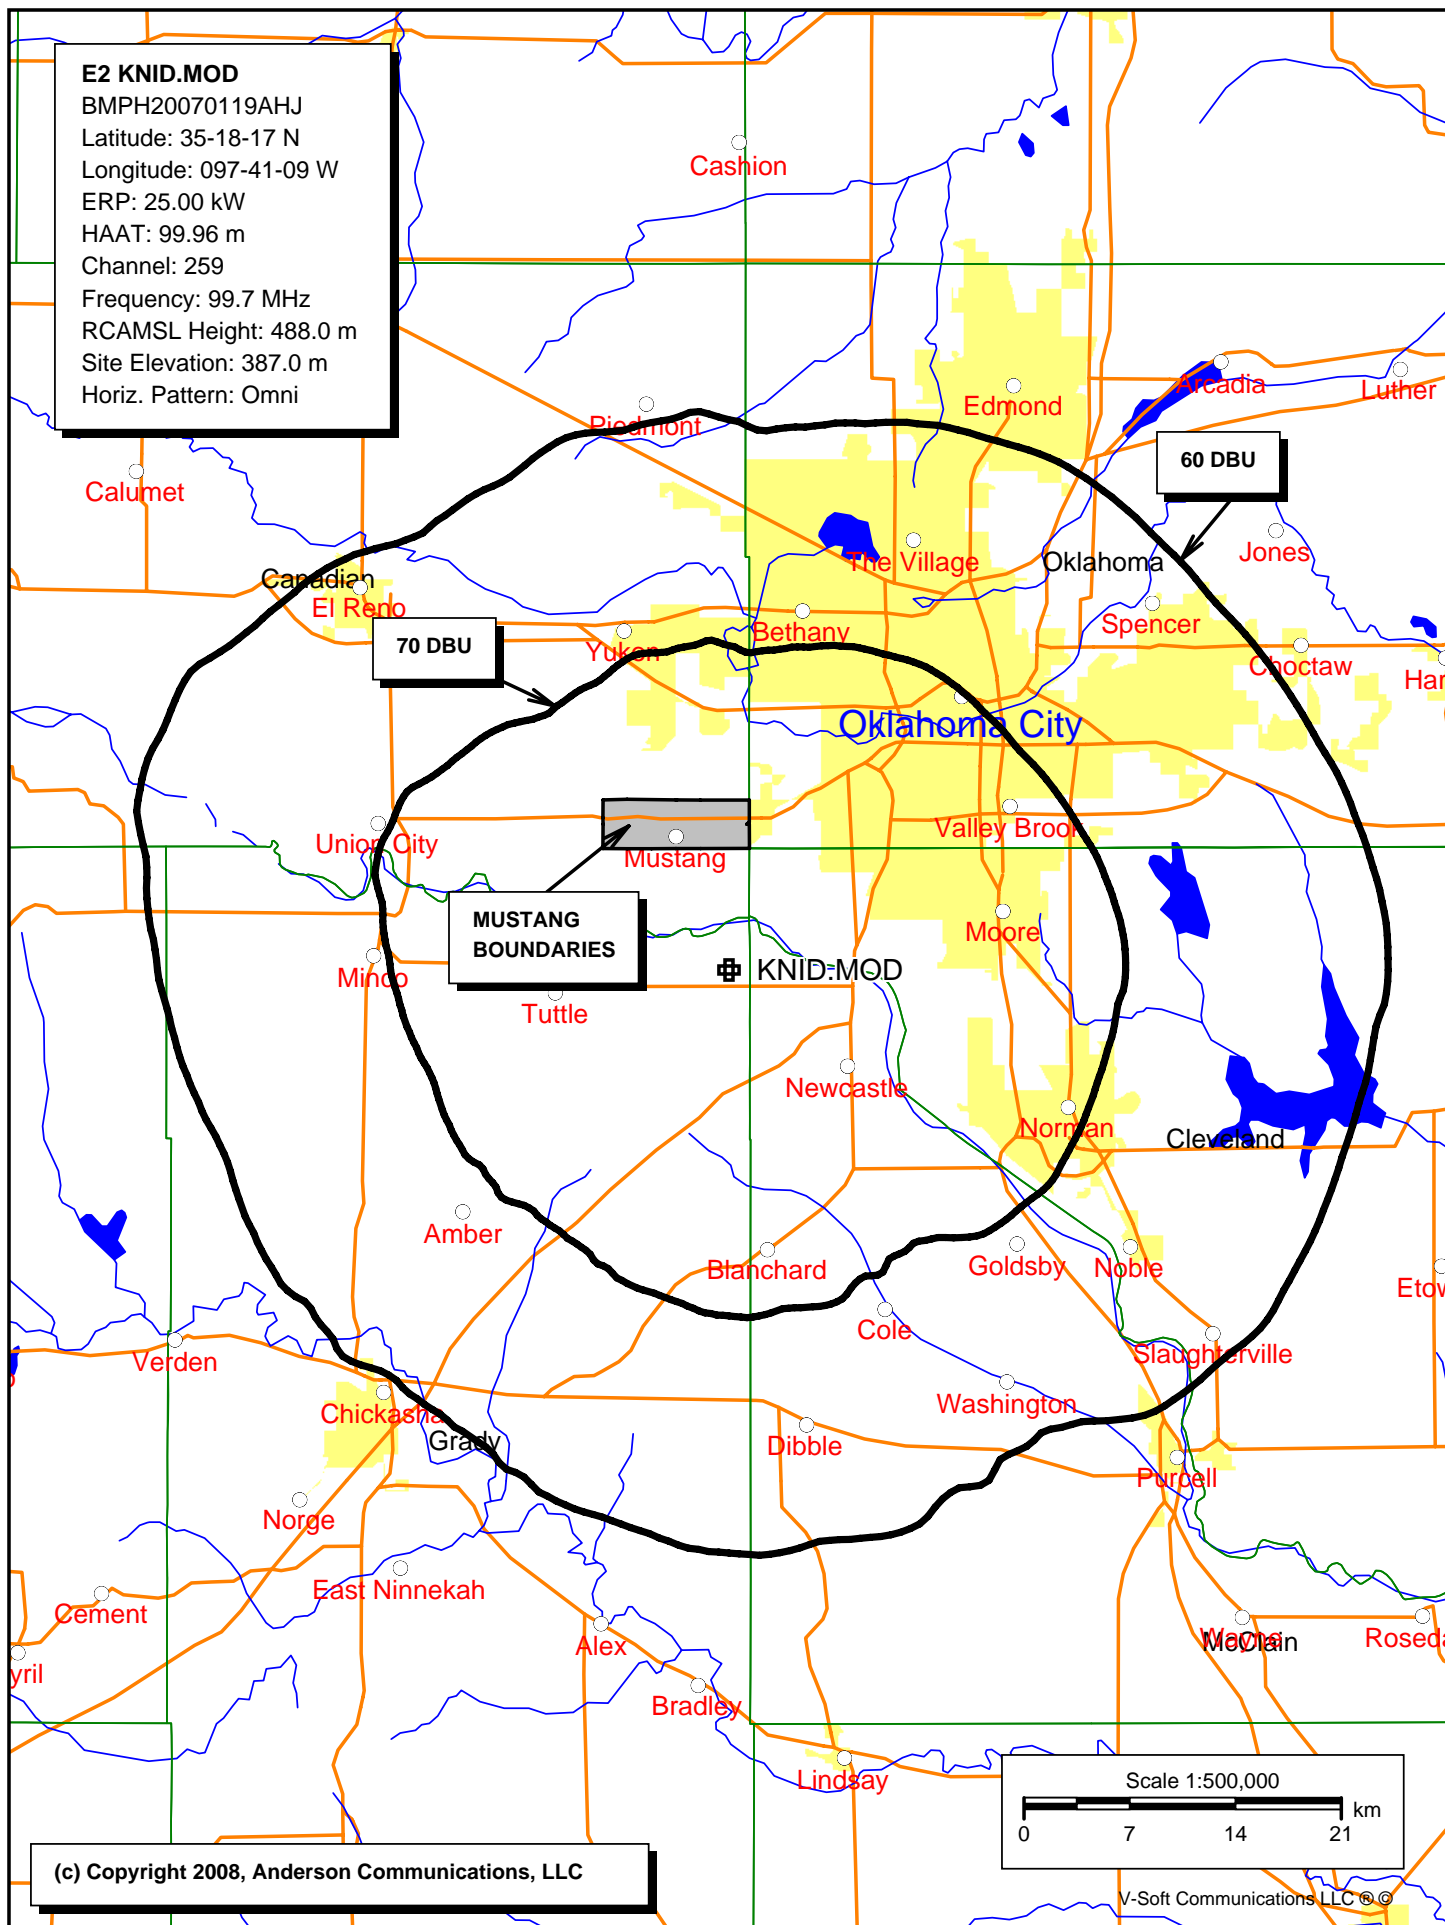 E2 KNID.MOD
BMPH20070119AHJ
Latitude: 35-18-17 N
Longitude: 097-41-09 W
ERP: 25.00 kW
HAAT: 99.96 m
Channel: 259
Frequency: 99.7 MHz
RCAMSL Height: 488.0 m
Site Elevation: 387.0 m
Horiz. Pattern: Omni
Cashion
Arcadia
Luther
Edmond
Piedmont
60 DBU
Calumet
Jones
The Village
Oklahoma
Canadian
El Reno
Spencer
Bethany
70 DBU
Yukon
Choctaw
Har
Oklahoma City
Valley Brook
Union City
Mustang
MUSTANG
BOUNDARIES
Moore
KNID.MOD
Minco
Tuttle
Newcastle
Norman
Cleveland
Amber
Blanchard
Goldsby
Noble
Etow
Cole
Verden
Slaughterville
Washington
Chickasha
Grady
Dibble
Purcell
Norge
East Ninnekah
Cement
Alex
Wayne
McClain
Roseda
yril
Bradley
Lindsay
Scale 1:500,000
km
0 7 14 21
(c) Copyright 2008, Anderson Communications, LLC
V-Soft Communications LLC ® ©